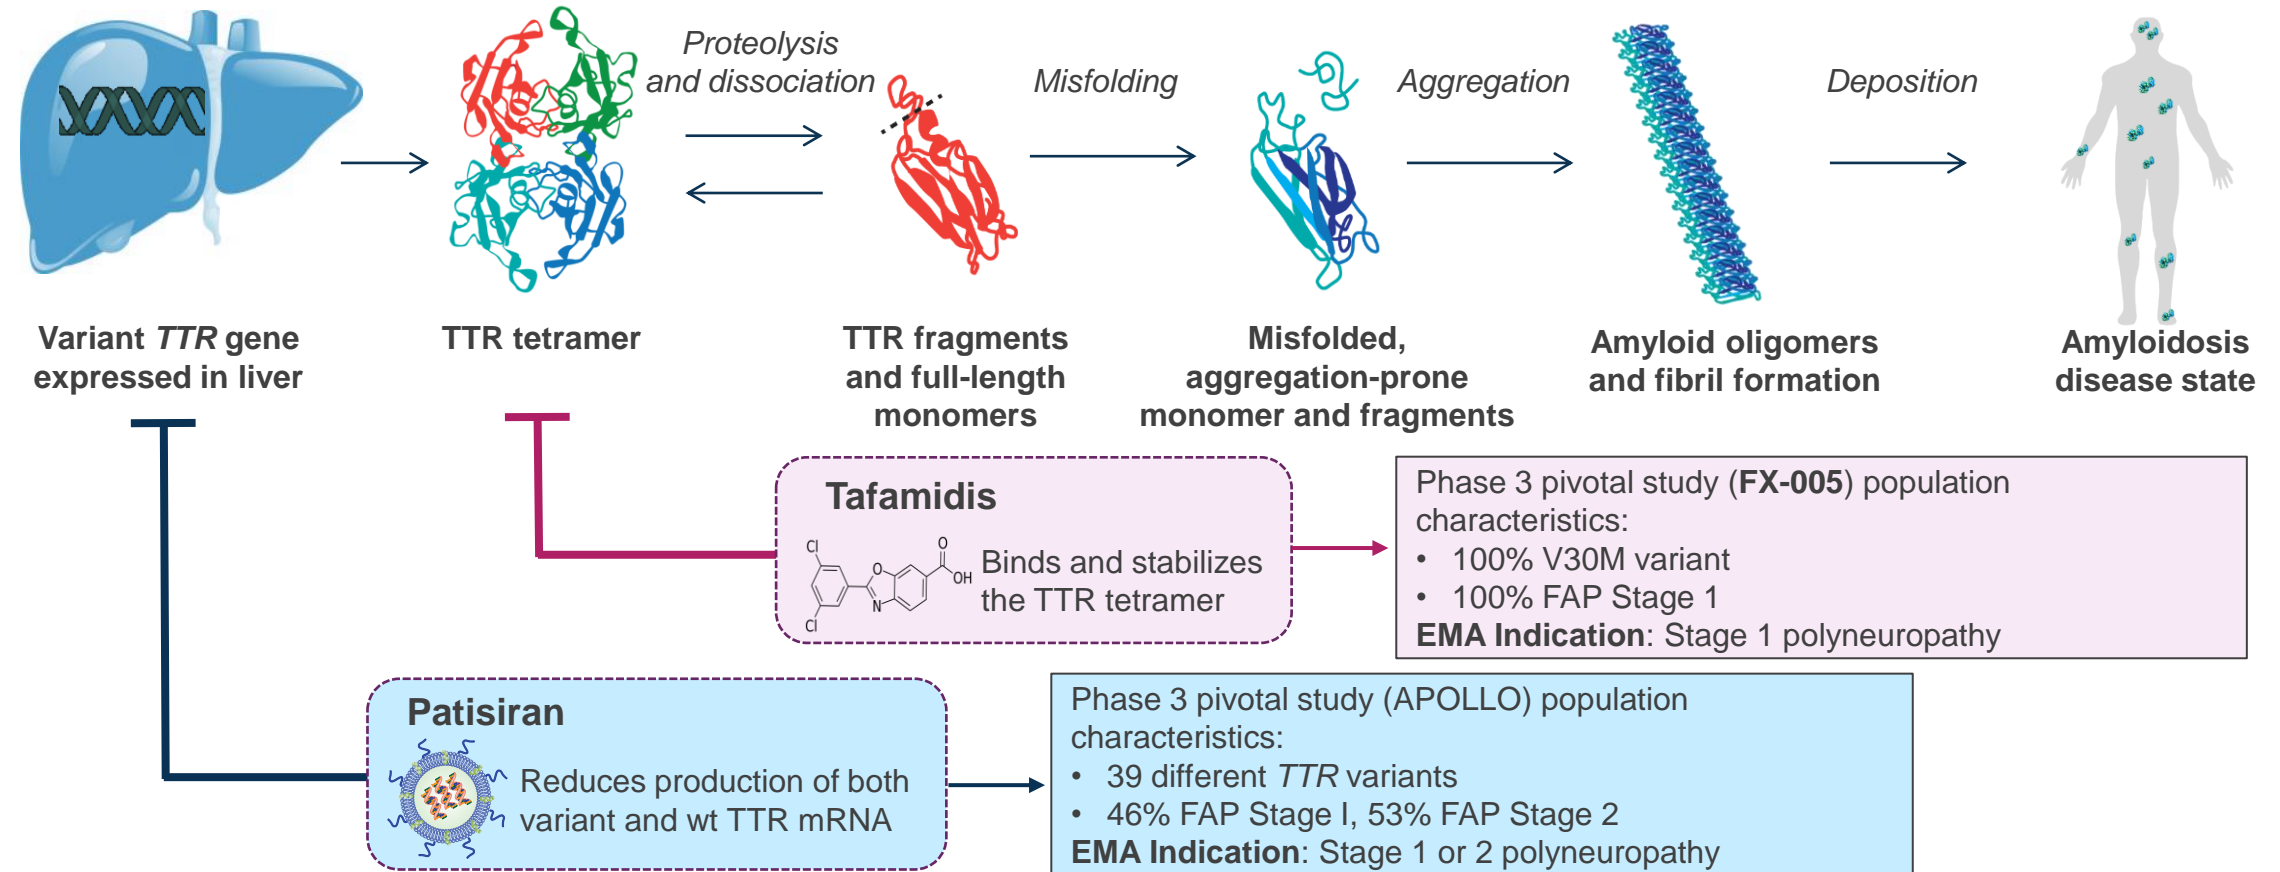 Proteolysis
and dissociation
Misfolding
Aggregation
Deposition
Variant TTR gene
expressed in liver
TTR tetramer
TTR fragments
and full-length
monomers
Misfolded,
aggregation-prone
monomer and fragments
Amyloid oligomers
and fibril formation
Amyloidosis
disease state
Tafamidis
Cl
Cl
O
N
O
OH
Binds and stabilizes
the TTR tetramer
Phase 3 pivotal study (FX-005) population
characteristics:
• 100% V30M variant
• 100% FAP Stage 1
EMA Indication: Stage 1 polyneuropathy
Patisiran
Reduces production of both
variant and wt TTR mRNA
Phase 3 pivotal study (APOLLO) population
characteristics:
• 39 different TTR variants
• 46% FAP Stage I, 53% FAP Stage 2
EMA Indication: Stage 1 or 2 polyneuropathy